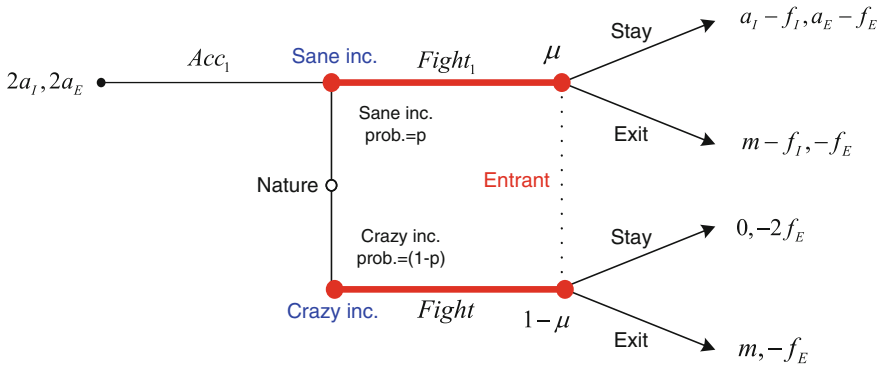 a_I − f_I, a_E − f_E
Stay
Sane inc.
Fight_1
μ
Acc_1
2a_I, 2a_E
Sane inc.
prob.=p
Exit
m − f_I, −f_E
Nature
Entrant
Crazy inc.
prob.=(1-p)
Stay
0, −2f_E
Crazy inc.
Fight
1 − μ
Exit
m, −f_E